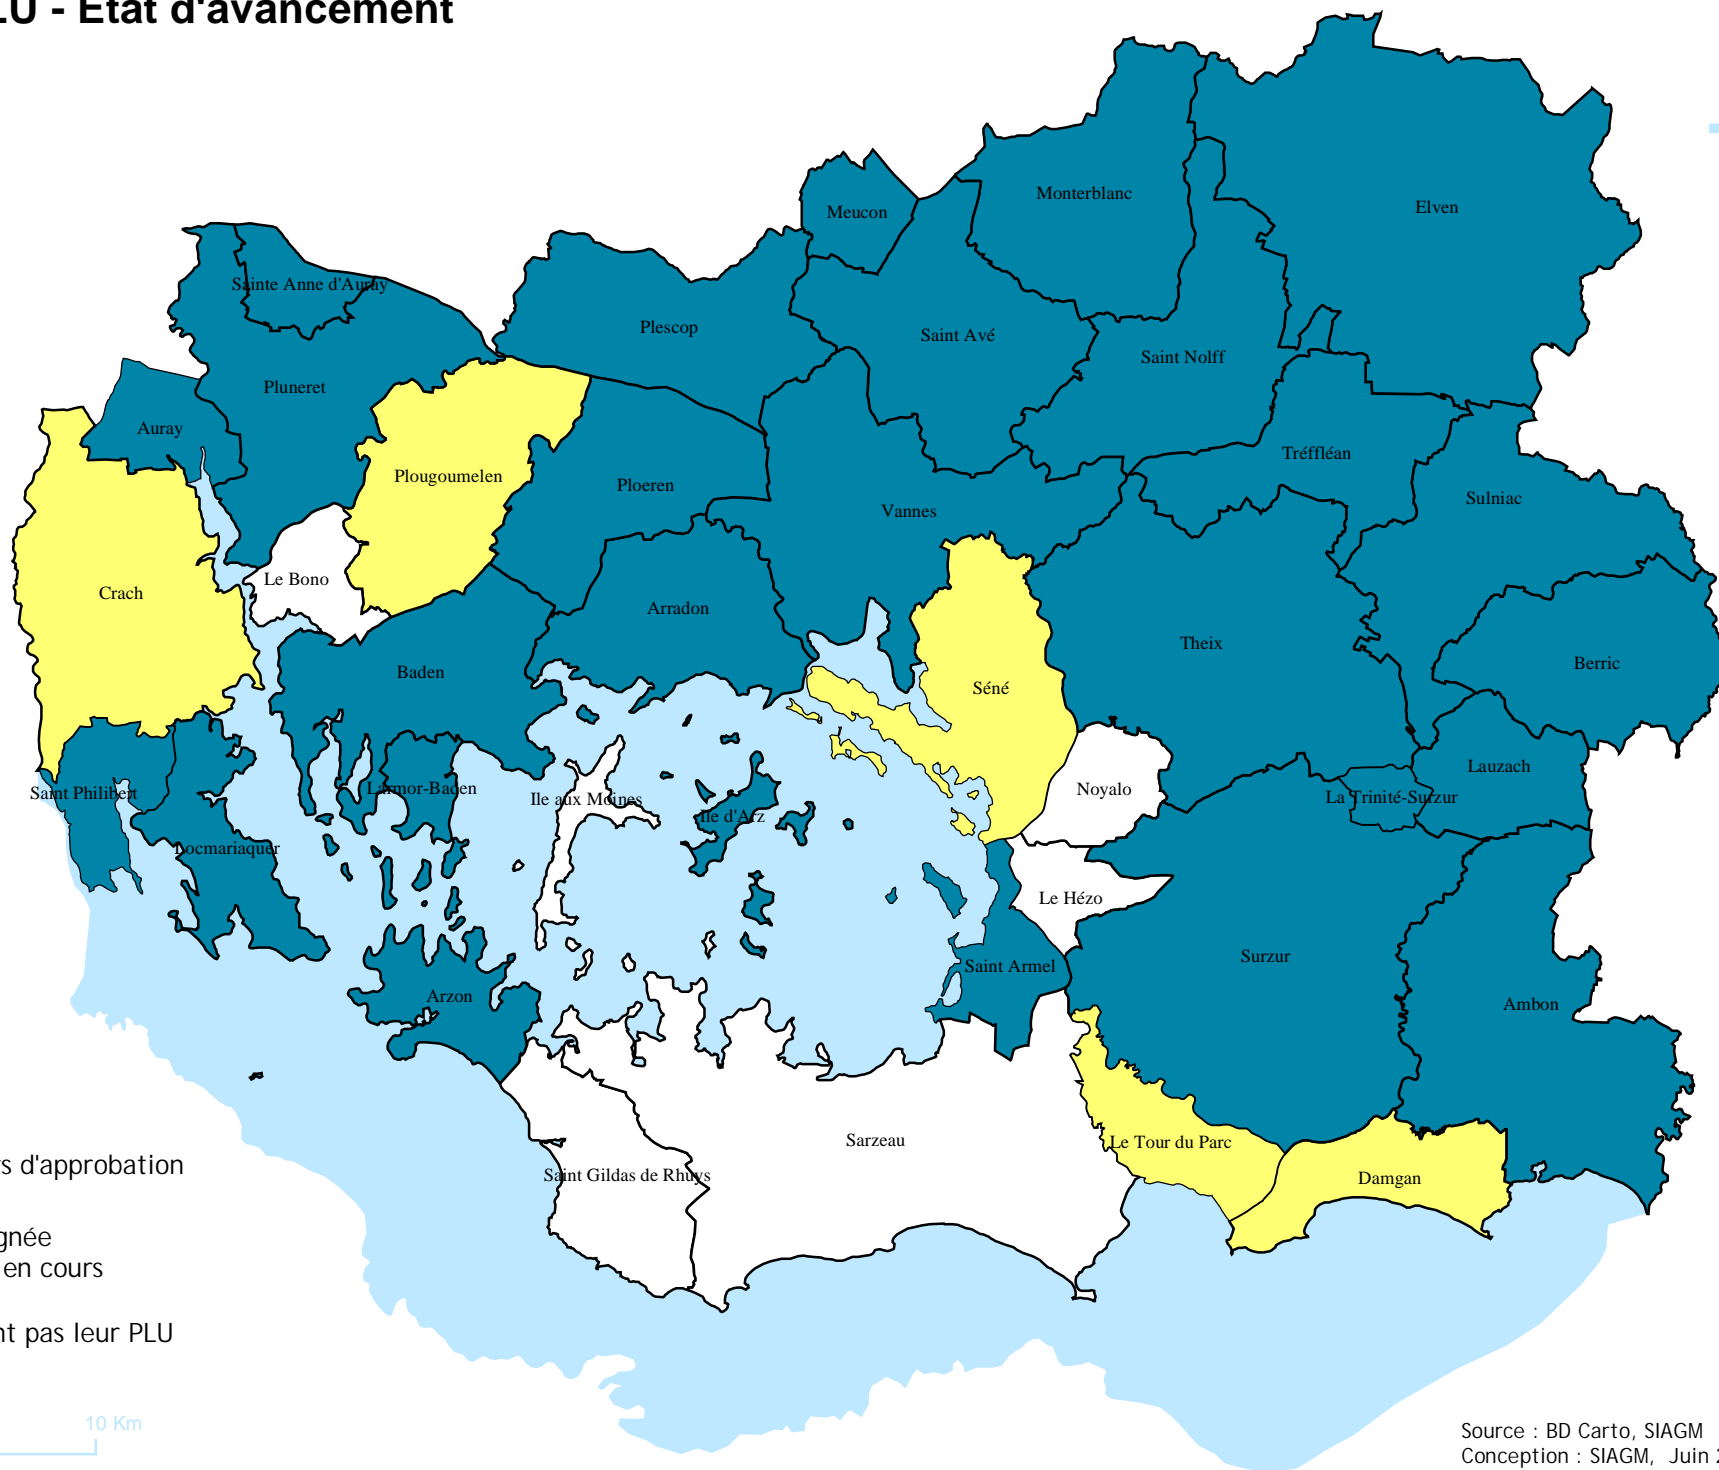 LU - Etat d'avancement
Monterblanc
Elven
Meucon
Sainte Anne d'Auray
Plescop
Saint Avé
Saint Nolff
Pluneret
Auray
Tréffléan
Plougoumelen
Ploeren
Sulniac
Vannes
Le Bono
Crach
Arradon
Theix
Berric
Baden
Séné
Lauzach
Saint Philibert
Larmor-Baden
Ile aux Moines
Noyalo
La Trinité-Surzur
Ile d'Arz
Locmariaquer
Le Hézo
Surzur
Saint Armel
Arzon
Ambon
Sarzeau
Le Tour du Parc
Saint Gildas de Rhuys
Damgan
s d'approbation
gnée
en cours
nt pas leur PLU
10 Km
Source : BD Carto, SIAGM
Conception : SIAGM, Juin